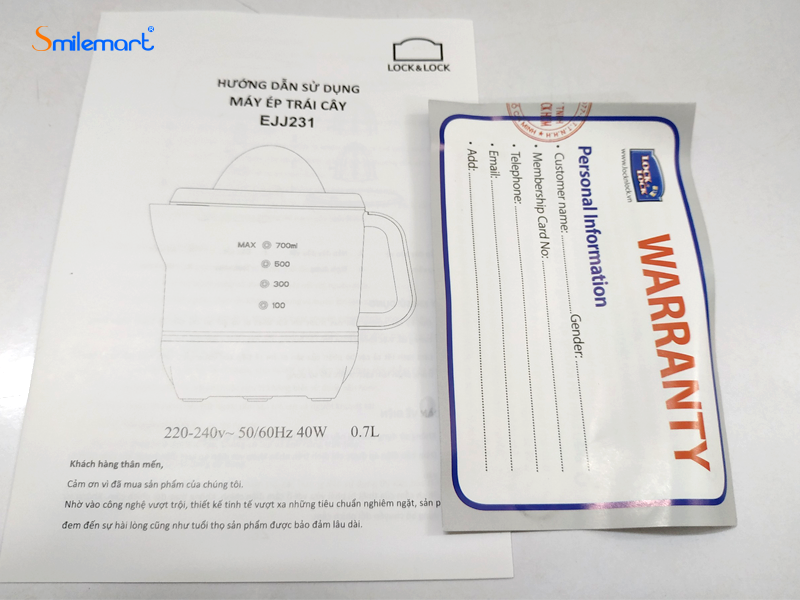 Smilemart®
LOCK&LOCK
HƯỚNG DẪN SỬ DỤNG
MÁY ÉP TRÁI CÂY
EJJ231
MAX 700ml
500
300
100
220-240v~ 50/60Hz 40W 0.7L
Khách hàng thân mến,
Cảm ơn vì đã mua sản phẩm của chúng tôi.
Nhờ vào công nghệ vượt trội, thiết kế tinh tế vượt xa những tiêu chuẩn nghiêm ngặt, sản p
đem đến sự hài lòng cũng như tuổi thọ sản phẩm được bảo đảm lâu dài.
LOCK
LOCK
www.locknlock.vn
WARRANTY
Personal Information
• Customer name: Gender:
• Membership Card No:
• Telephone:
• Email:
• Add: